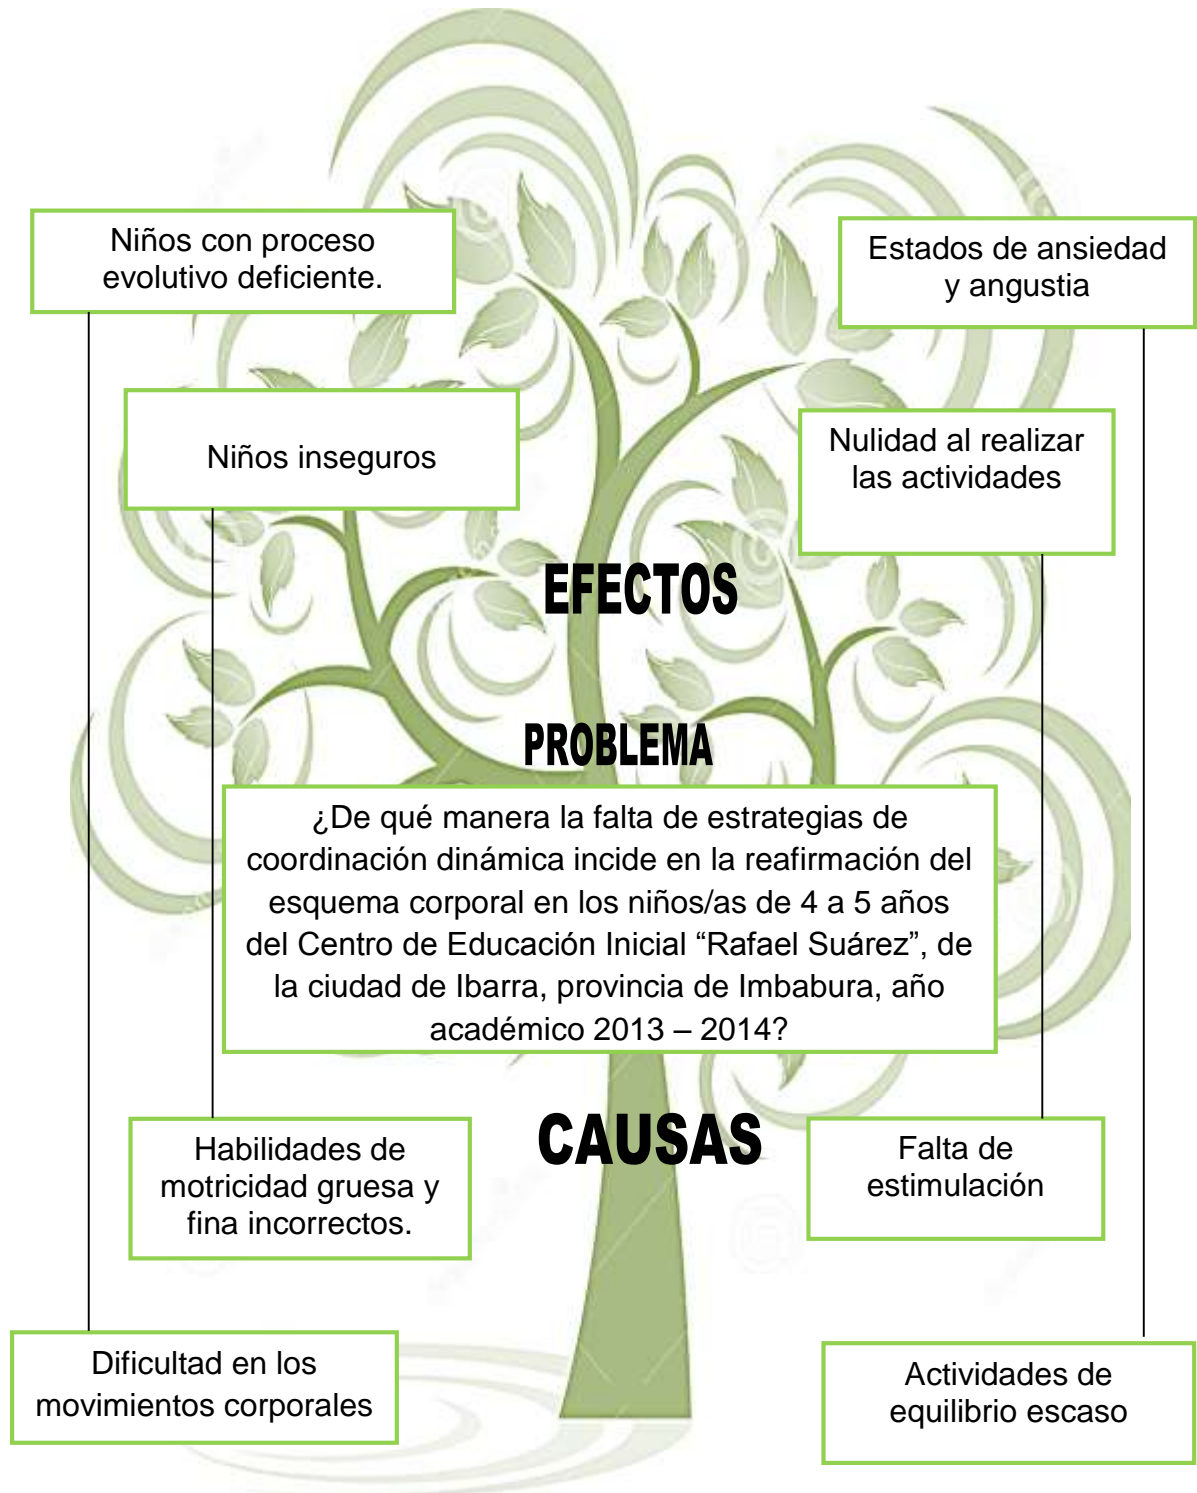 Niños con proceso
evolutivo deficiente.
Estados de ansiedad
y angustia
Niños inseguros
Nulidad al realizar
las actividades
EFECTOS
PROBLEMA
¿De qué manera la falta de estrategias de
coordinación dinámica incide en la reafirmación del
esquema corporal en los niños/as de 4 a 5 años
del Centro de Educación Inicial “Rafael Suárez”, de
la ciudad de Ibarra, provincia de Imbabura, año
académico 2013 – 2014?
CAUSAS
Habilidades de
motricidad gruesa y
fina incorrectos.
Falta de
estimulación
Dificultad en los
movimientos corporales
Actividades de
equilibrio escaso